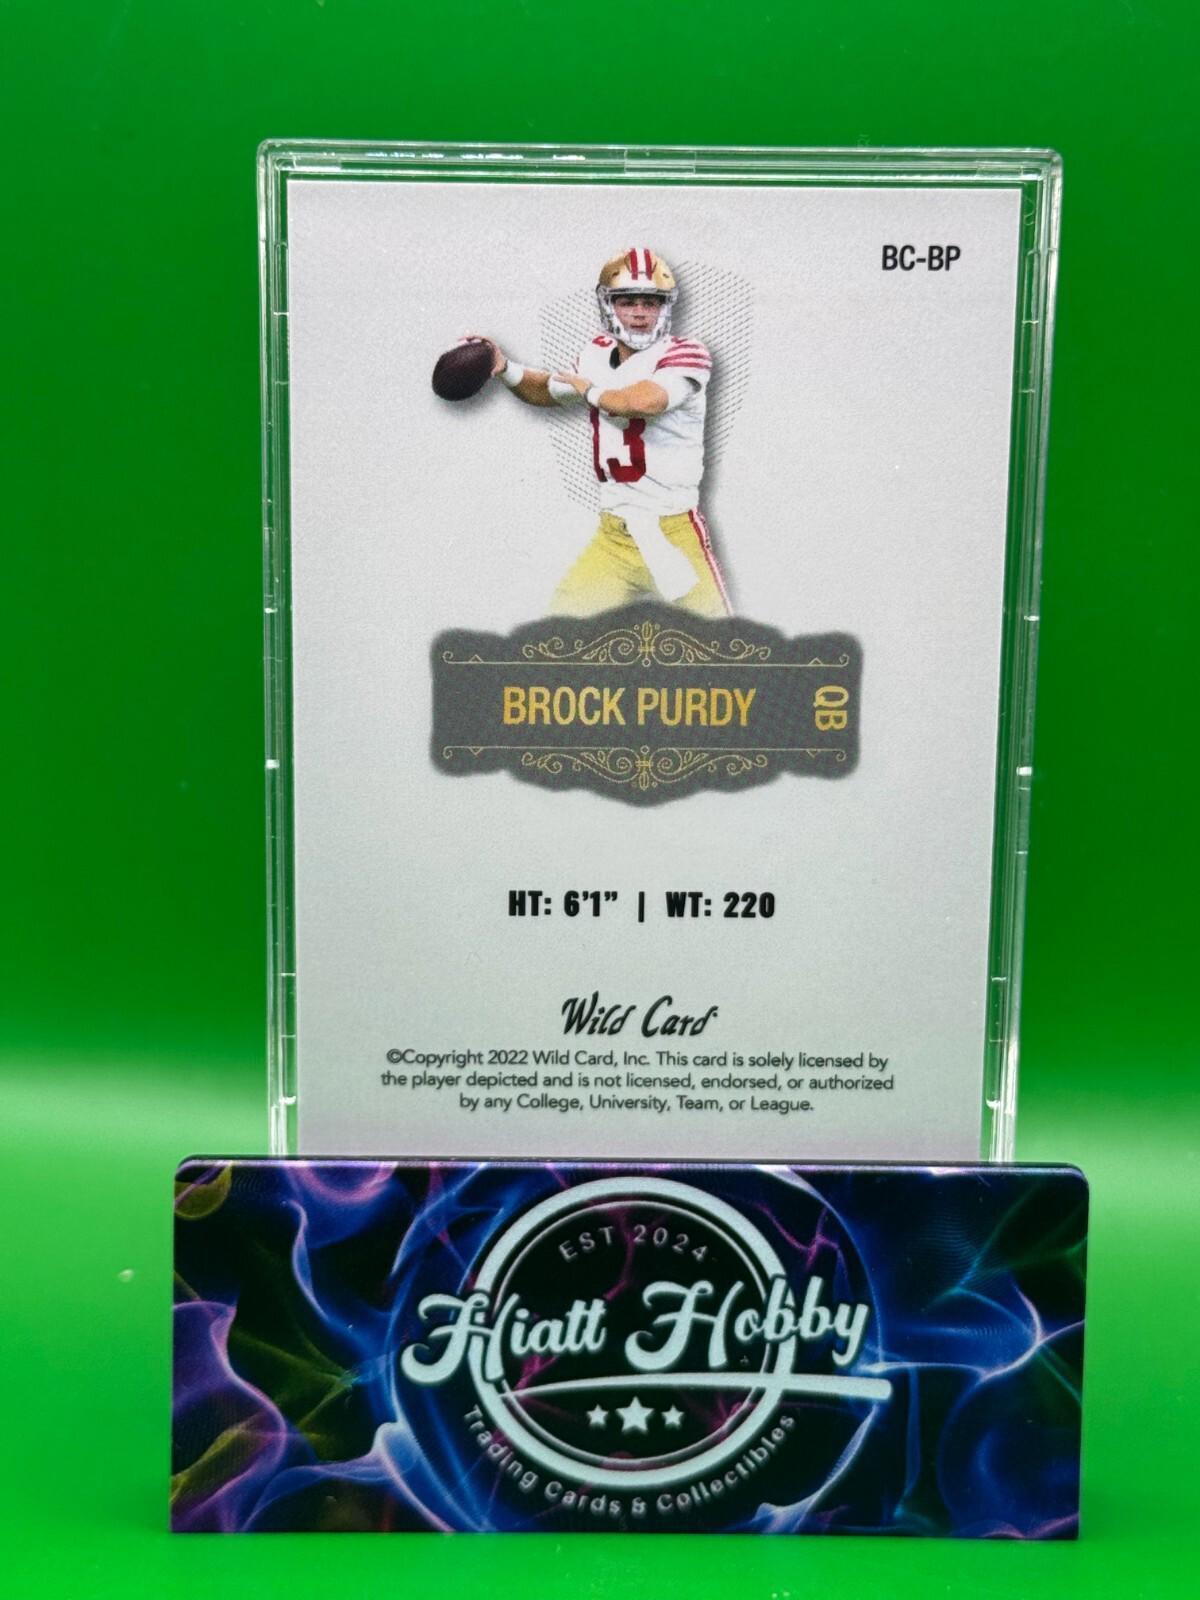 BC-BP
13
BROCK PURDY
QB
HT: 6'1” | WT: 220
Wild Card
©Copyright 2022 Wild Card, Inc. This card is solely licensed by
the player depicted and is not licensed, endorsed, or authorized
by any College, University, Team, or League.
EST 2024
Hiatt Hobby
Trading Cards & Collectibles